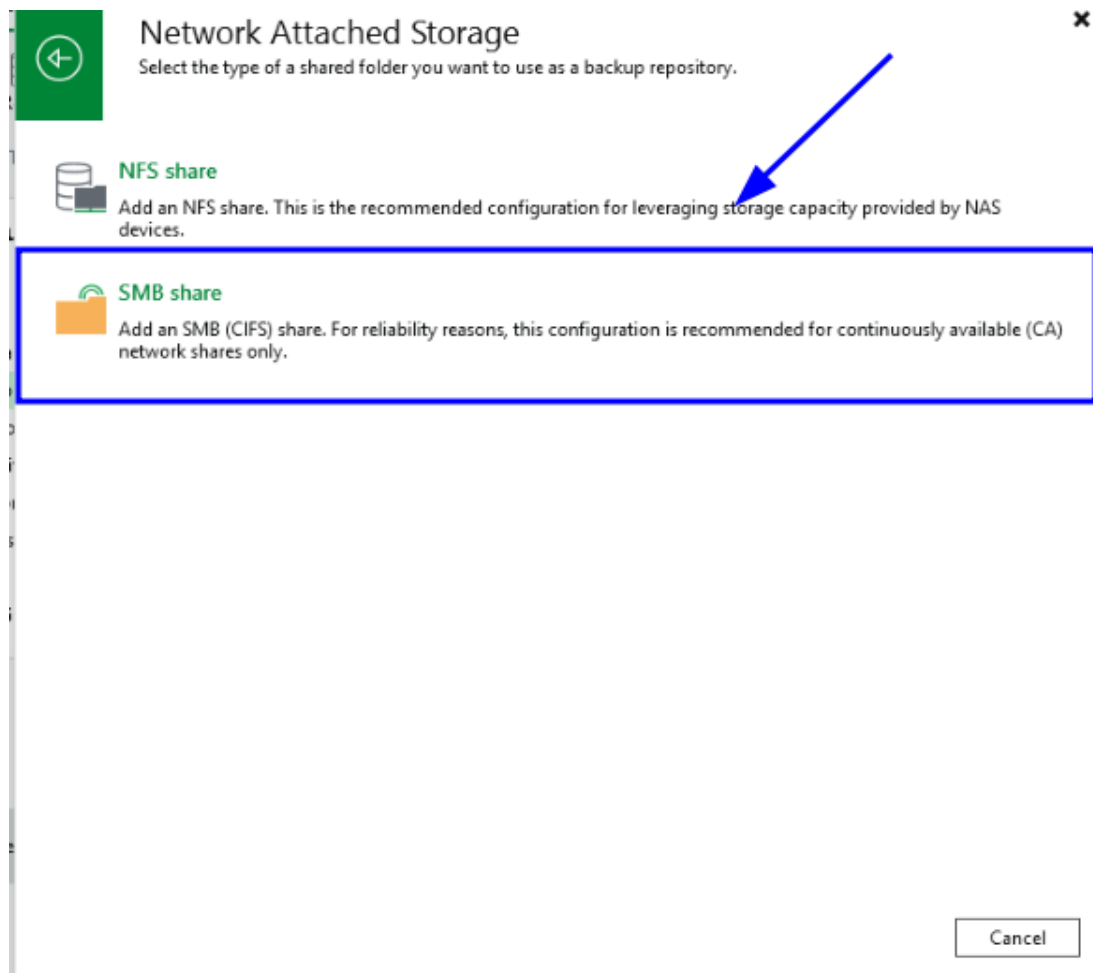 Network Attached Storage
Select the type of a shared folder you want to use as a backup repository.
NFS share
Add an NFS share. This is the recommended configuration for leveraging storage capacity provided by NAS
devices.
SMB share
Add an SMB (CIFS) share. For reliability reasons, this configuration is recommended for continuously available (CA)
network shares only.
Cancel